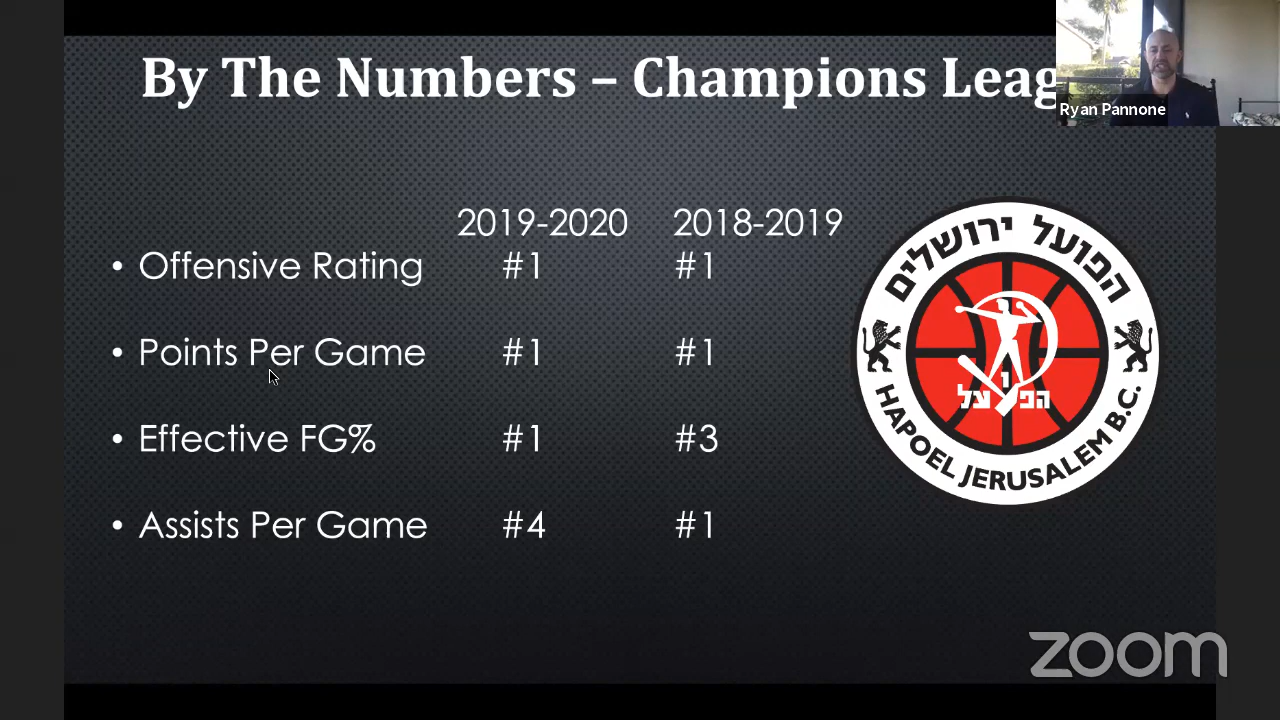 By The Numbers – Champions Leag
Ryan Pannone
2019-2020 2018-2019
• Offensive Rating #1 #1
• Points Per Game #1 #1
• Effective FG% #1 #3
• Assists Per Game #4 #1
הפועל ירושלים
הפועל
HAPOEL JERUSALEM B.C.
zoom